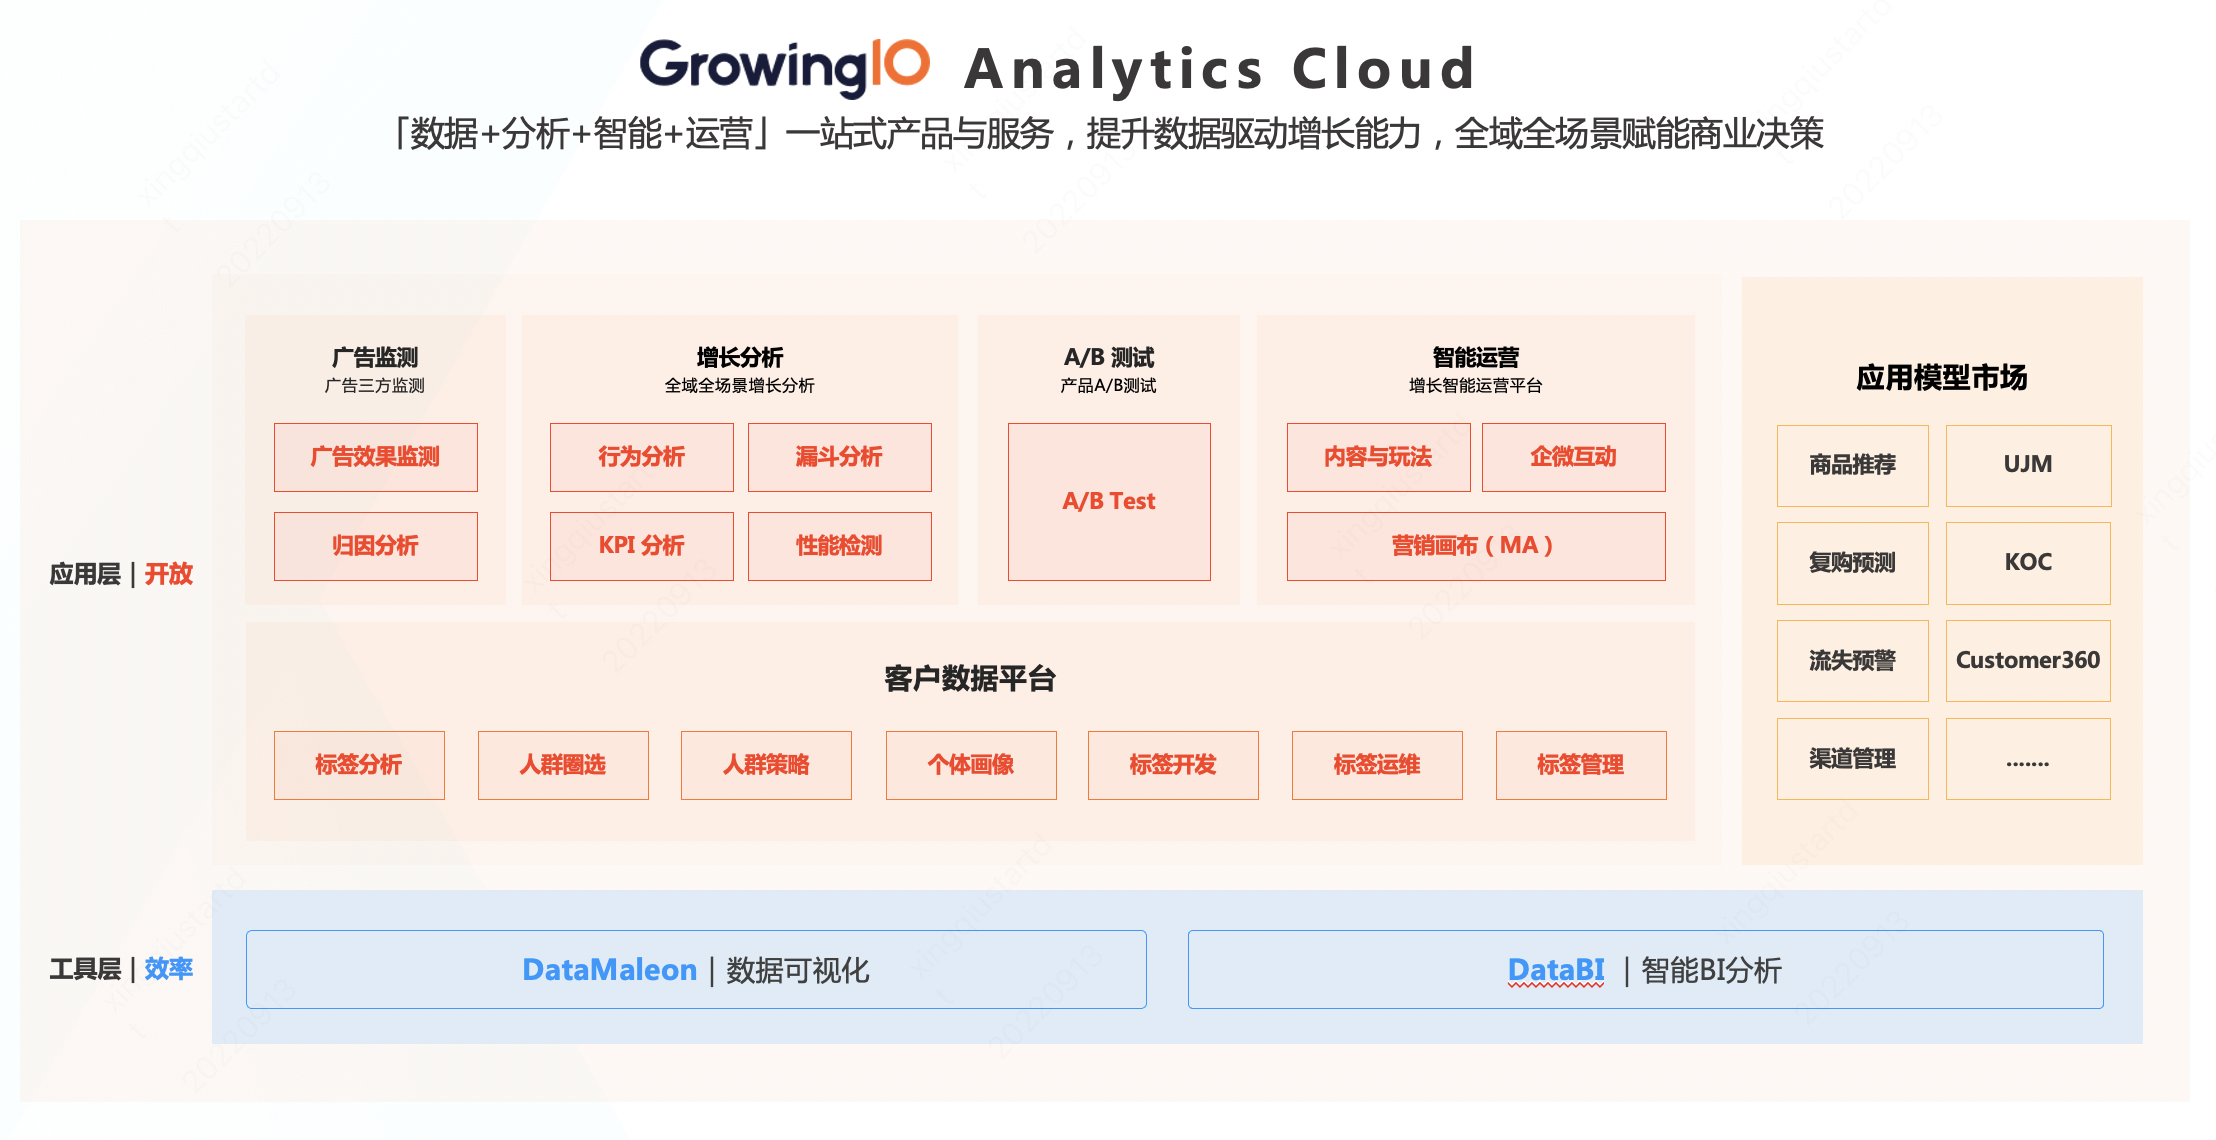 GrowingIO Analytics Cloud
「数据+分析+智能+运营」一站式产品与服务，提升数据驱动增长能力，全域全场景赋能商业决策
应用层｜开放
广告监测
广告三方监测
广告效果监测
归因分析
增长分析
全域全场景增长分析
行为分析
漏斗分析
KPI 分析
性能检测
A/B 测试
产品A/B测试
A/B Test
智能运营
增长智能运营平台
内容与玩法
企微互动
营销画布（MA）
客户数据平台
标签分析
人群圈选
人群策略
个体画像
标签开发
标签运维
标签管理
应用模型市场
商品推荐
UJM
复购预测
KOC
流失预警
Customer360
渠道管理
.......
工具层｜效率
DataMaleon｜数据可视化
DataBI ｜智能BI分析
xingqiustartd
t
20220913